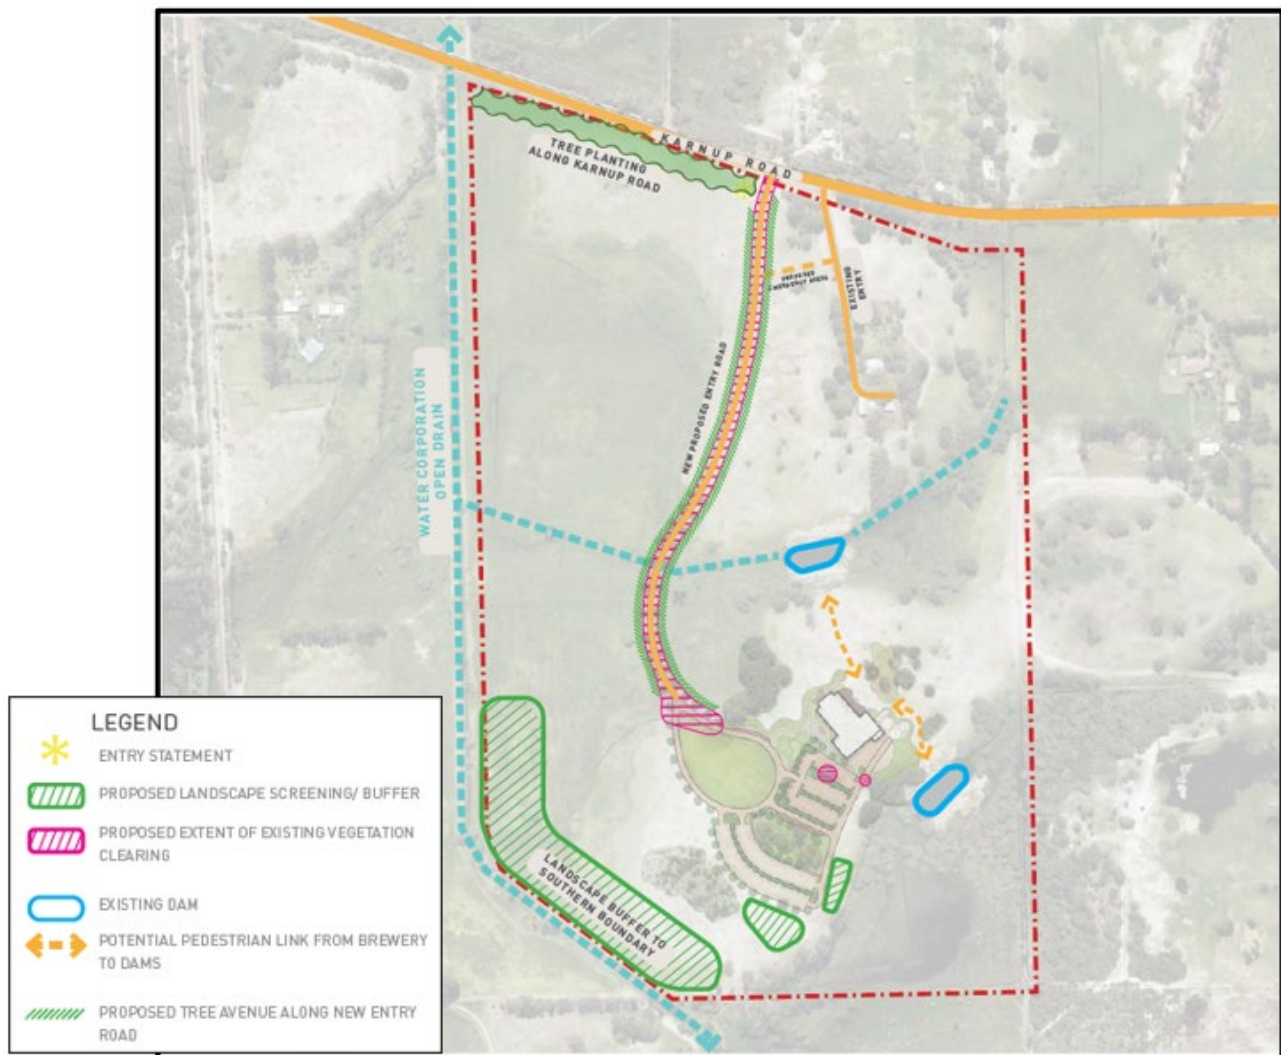 KARNUP ROAD
TREE PLANTING
ALONG KARNUP ROAD
EXISTING
ENTRY
NEW PROPOSED ENTRY ROAD
WATER CORPORATION
OPEN DRAIN
LANDSCAPE BUFFER TO
SOUTHERN BOUNDARY
LEGEND
ENTRY STATEMENT
PROPOSED LANDSCAPE SCREENING/ BUFFER
PROPOSED EXTENT OF EXISTING VEGETATION
CLEARING
EXISTING DAM
POTENTIAL PEDESTRIAN LINK FROM BREWERY
TO DAMS
PROPOSED TREE AVENUE ALONG NEW ENTRY
ROAD